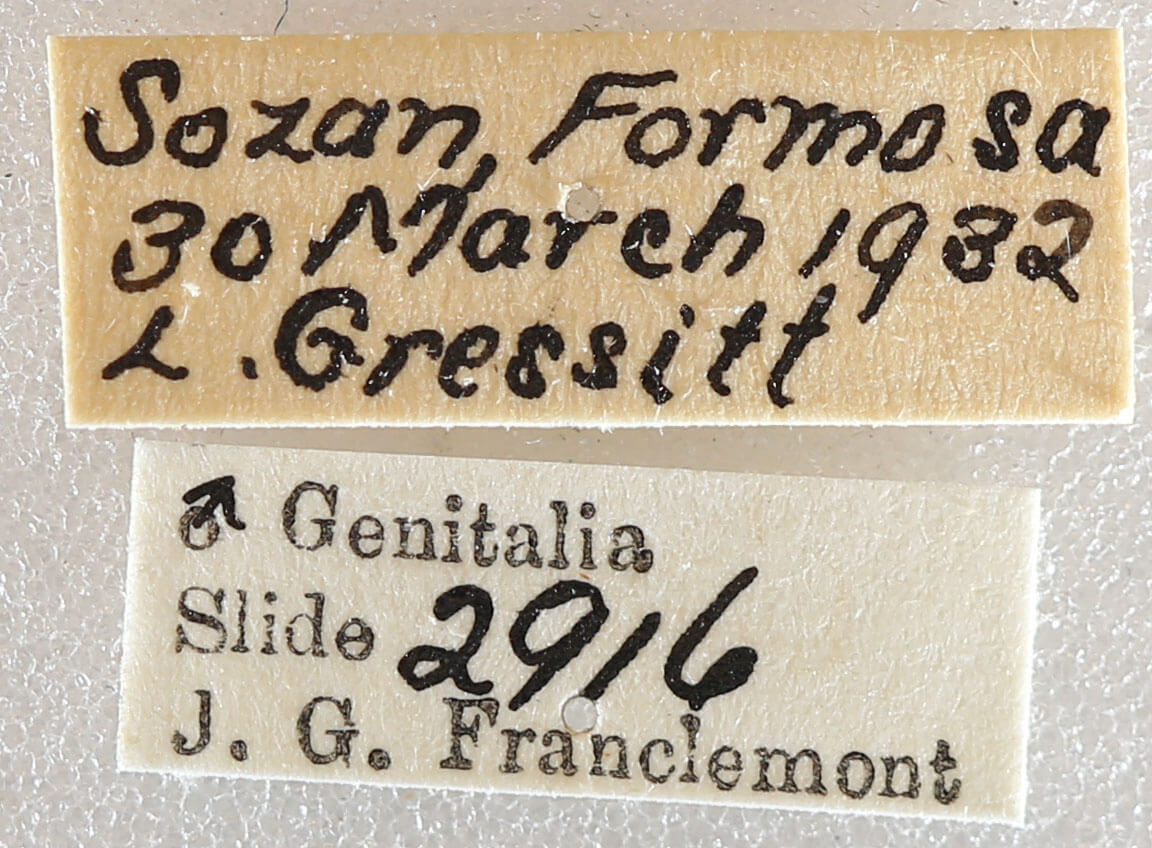 Sozan, Formosa
30 March 1932
L. Gressitt
♂ Genitalia
Slide 2916
J. G. Franclemont